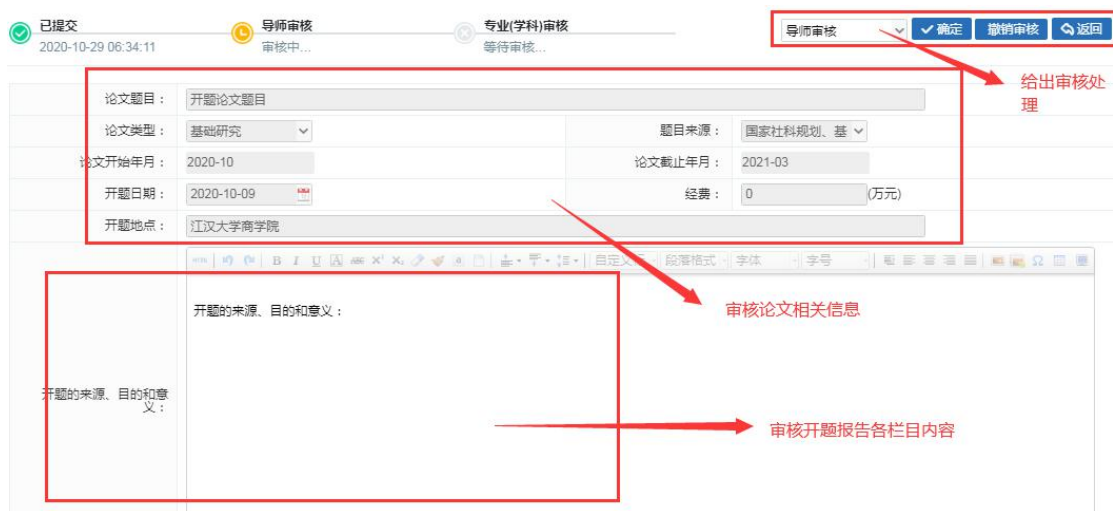 已提交 导师审核 专业(学科)审核 导师审核 确定 撤销审核 返回
2020-10-29 06:34:11 审核中... 等待审核...
给出审核处
理
论文题目： 开题论文题目
论文类型： 基础研究 题目来源： 国家社科规划、基
论文开始年月： 2020-10 论文截止年月： 2021-03
开题日期： 2020-10-09 经费： 0 (万元)
开题地点： 江汉大学商学院
HTML B I U A ABC X² X₂ 段落格式 字体 字号
开题的来源、目的和意义：
审核论文相关信息
开题的来源、目的和意
义：
审核开题报告各栏目内容